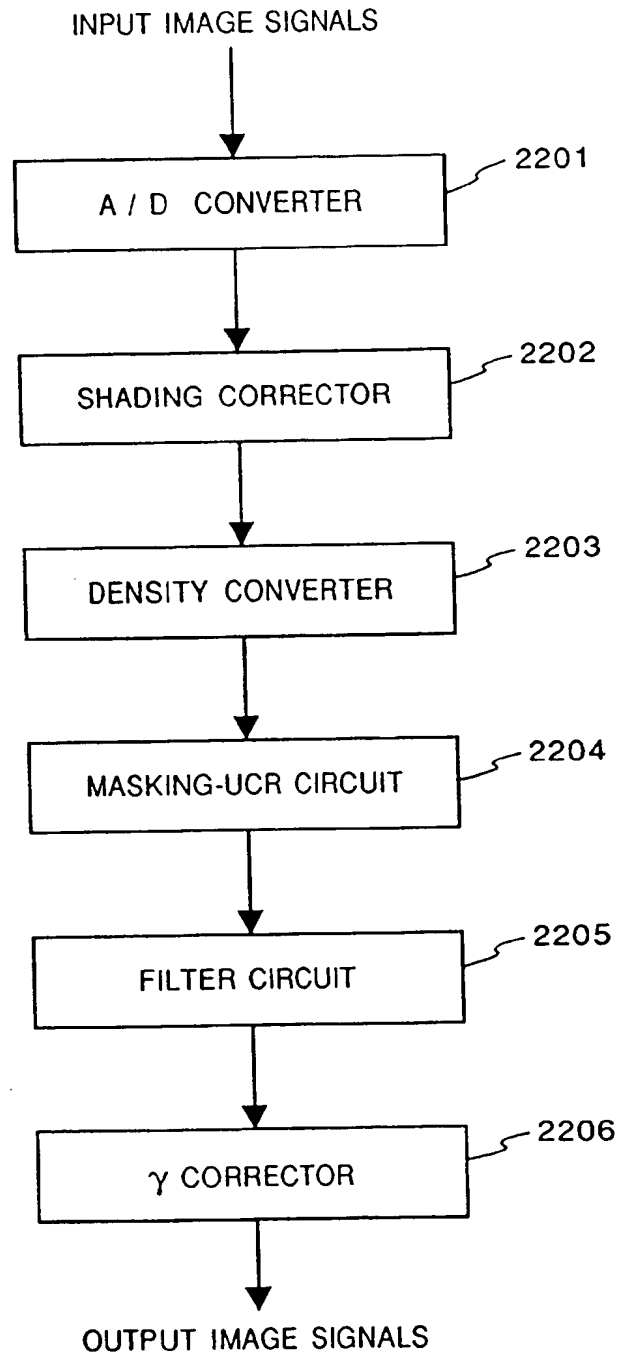 INPUT IMAGE SIGNALS
2201
A / D CONVERTER
2202
SHADING CORRECTOR
2203
DENSITY CONVERTER
2204
MASKING-UCR CIRCUIT
2205
FILTER CIRCUIT
2206
γ CORRECTOR
OUTPUT IMAGE SIGNALS